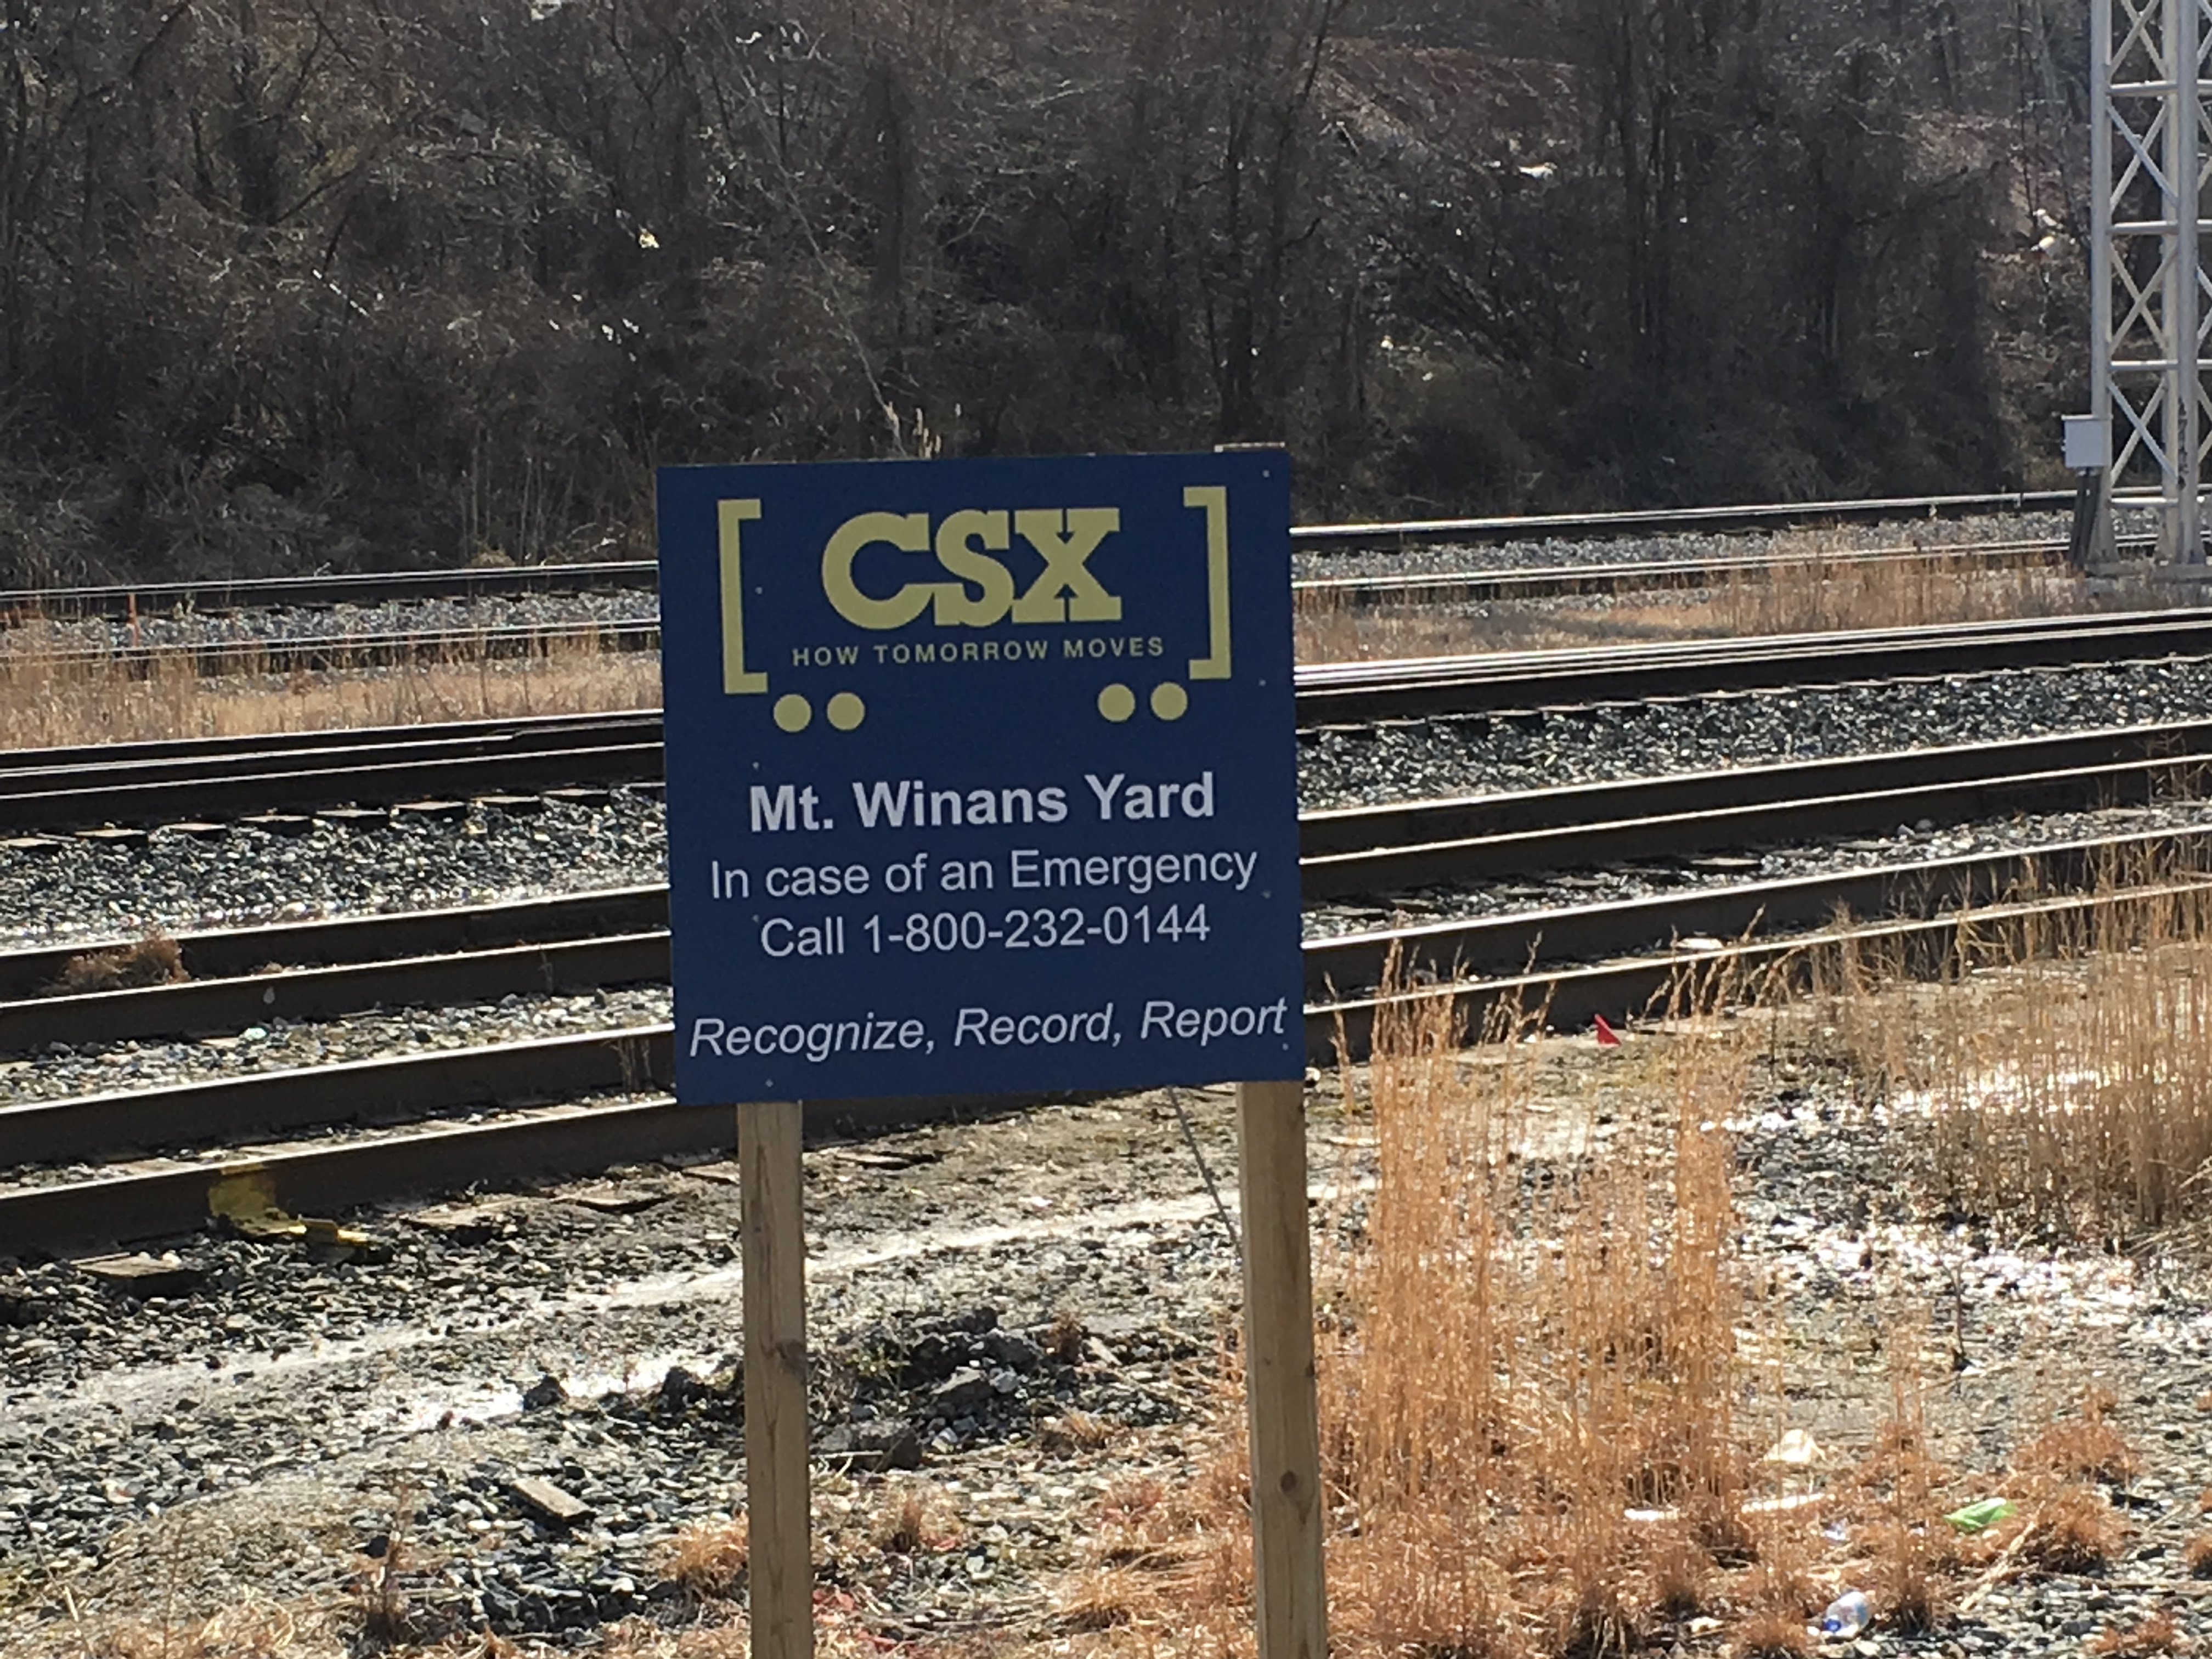 CSX
HOW TOMORROW MOVES
Mt. Winans Yard
In case of an Emergency
Call 1-800-232-0144
Recognize, Record, Report